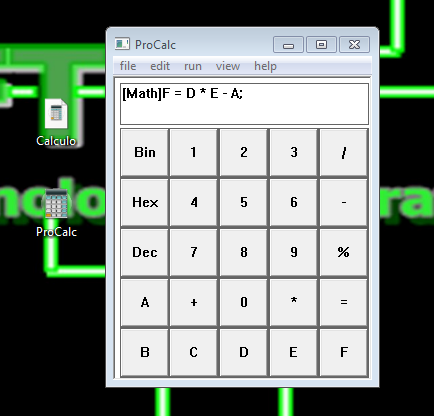 ProCalc
file edit run view help
[Math]F = D * E - A;
Calculo
ProCalc
Bin 1 2 3 /
Hex 4 5 6 -
Dec 7 8 9 %
A + 0 * =
B C D E F